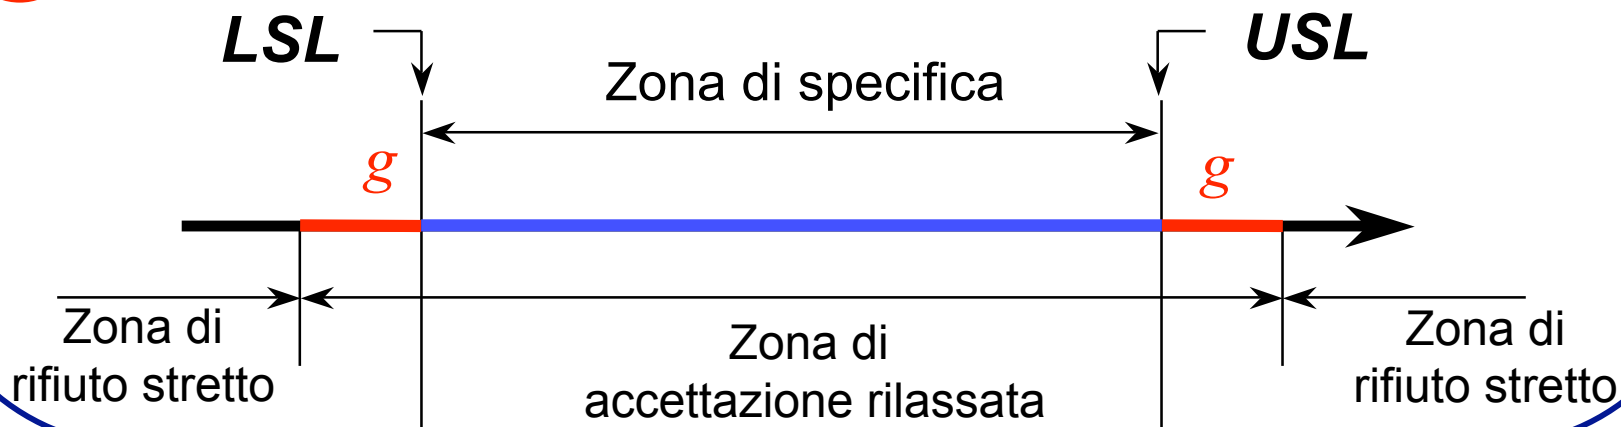 LSL
USL
Zona di specifica
g
g
Zona di
rifiuto stretto
Zona di
accettazione rilassata
Zona di
rifiuto stretto